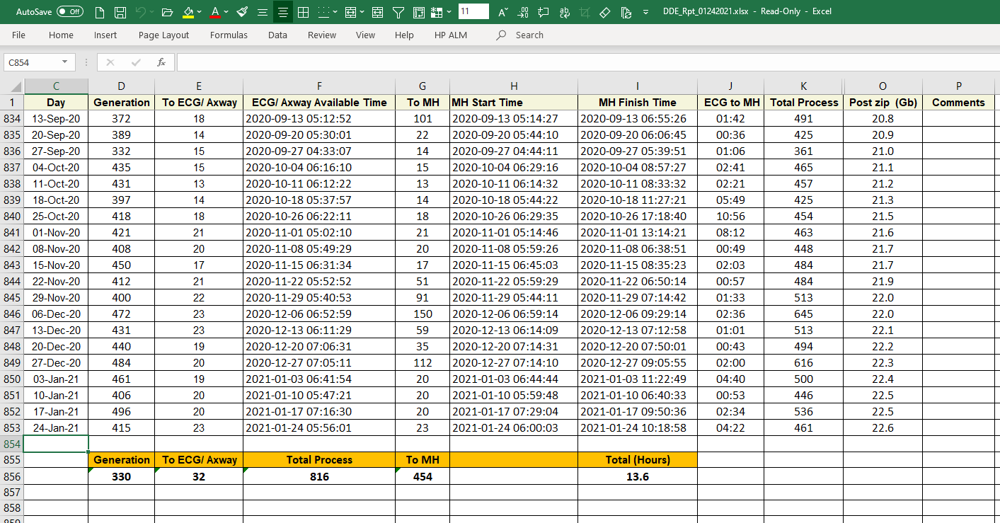 AutoSave Off 11 DDE_Rpt_01242021.xlsx - Read-Only - Excel
File Home Insert Page Layout Formulas Data Review View Help HP ALM Search
C854 fx
C D E F G H I J K O P
1 Day Generation To ECG/ Axway ECG/ Axway Available Time To MH MH Start Time MH Finish Time ECG to MH Total Process Post zip (Gb) Comments
834 13-Sep-20 372 18 2020-09-13 05:12:52 101 2020-09-13 05:14:27 2020-09-13 06:55:26 01:42 491 20.8
835 20-Sep-20 389 14 2020-09-20 05:30:01 22 2020-09-20 05:44:10 2020-09-20 06:06:45 00:36 425 20.9
836 27-Sep-20 332 15 2020-09-27 04:33:07 14 2020-09-27 04:44:11 2020-09-27 05:39:51 01:06 361 21.0
837 04-Oct-20 435 15 2020-10-04 06:16:10 15 2020-10-04 06:29:16 2020-10-04 08:57:27 02:41 465 21.1
838 11-Oct-20 431 13 2020-10-11 06:12:22 13 2020-10-11 06:14:32 2020-10-11 08:33:32 02:21 457 21.2
839 18-Oct-20 397 14 2020-10-18 05:37:57 14 2020-10-18 05:44:22 2020-10-18 11:27:21 05:49 425 21.3
840 25-Oct-20 418 18 2020-10-26 06:22:11 18 2020-10-26 06:29:35 2020-10-26 17:18:40 10:56 454 21.5
841 01-Nov-20 421 21 2020-11-01 05:02:10 21 2020-11-01 05:14:46 2020-11-01 13:14:21 08:12 463 21.6
842 08-Nov-20 408 20 2020-11-08 05:49:29 20 2020-11-08 05:59:26 2020-11-08 06:38:51 00:49 448 21.7
843 15-Nov-20 450 17 2020-11-15 06:31:34 17 2020-11-15 06:45:03 2020-11-15 08:35:23 02:03 484 21.7
844 22-Nov-20 412 21 2020-11-22 05:52:52 51 2020-11-22 05:59:29 2020-11-22 06:50:14 00:57 484 21.9
845 29-Nov-20 400 22 2020-11-29 05:40:53 91 2020-11-29 05:44:11 2020-11-29 07:14:42 01:33 513 22.0
846 06-Dec-20 472 23 2020-12-06 06:52:59 150 2020-12-06 06:59:14 2020-12-06 09:29:14 02:36 645 22.0
847 13-Dec-20 431 23 2020-12-13 06:11:29 59 2020-12-13 06:14:09 2020-12-13 07:12:58 01:01 513 22.1
848 20-Dec-20 440 19 2020-12-20 07:06:31 35 2020-12-20 07:14:31 2020-12-20 07:50:01 00:43 494 22.2
849 27-Dec-20 484 20 2020-12-27 07:05:11 112 2020-12-27 07:14:10 2020-12-27 09:05:55 02:00 616 22.3
850 03-Jan-21 461 19 2021-01-03 06:41:54 20 2021-01-03 06:44:44 2021-01-03 11:22:49 04:40 500 22.4
851 10-Jan-21 406 20 2021-01-10 05:47:21 20 2021-01-10 05:59:48 2021-01-10 06:40:33 00:53 446 22.5
852 17-Jan-21 496 20 2021-01-17 07:16:30 20 2021-01-17 07:29:04 2021-01-17 09:50:36 02:34 536 22.5
853 24-Jan-21 415 23 2021-01-24 05:56:01 23 2021-01-24 06:00:03 2021-01-24 10:18:58 04:22 461 22.6
854
855 Generation To ECG/ Axway Total Process To MH Total (Hours)
856 330 32 816 454 13.6
857
858
859